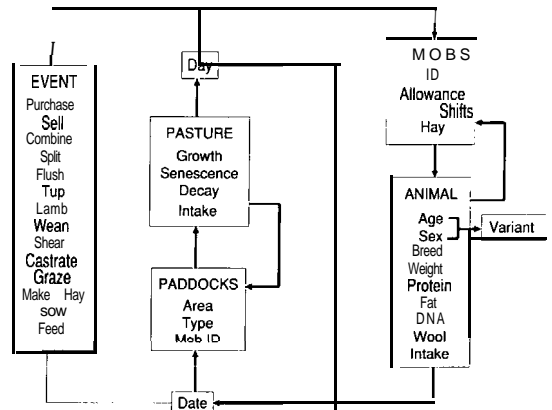 EVENT
Purchase
Sell
Combine
Split
Flush
Tup
Lamb
Wean
Shear
Castrate
Graze
Make Hay
sow
Feed
Day
PASTURE
Growth
Senescence
Decay
Intake
PADDOCKS
Area
Type
Mob ID
Date
MOBS
ID
Allowance
Shifts
Hay
ANIMAL
Age
Sex
Breed
Weight
Protein
Fat
DNA
Wool
Intake
Variant